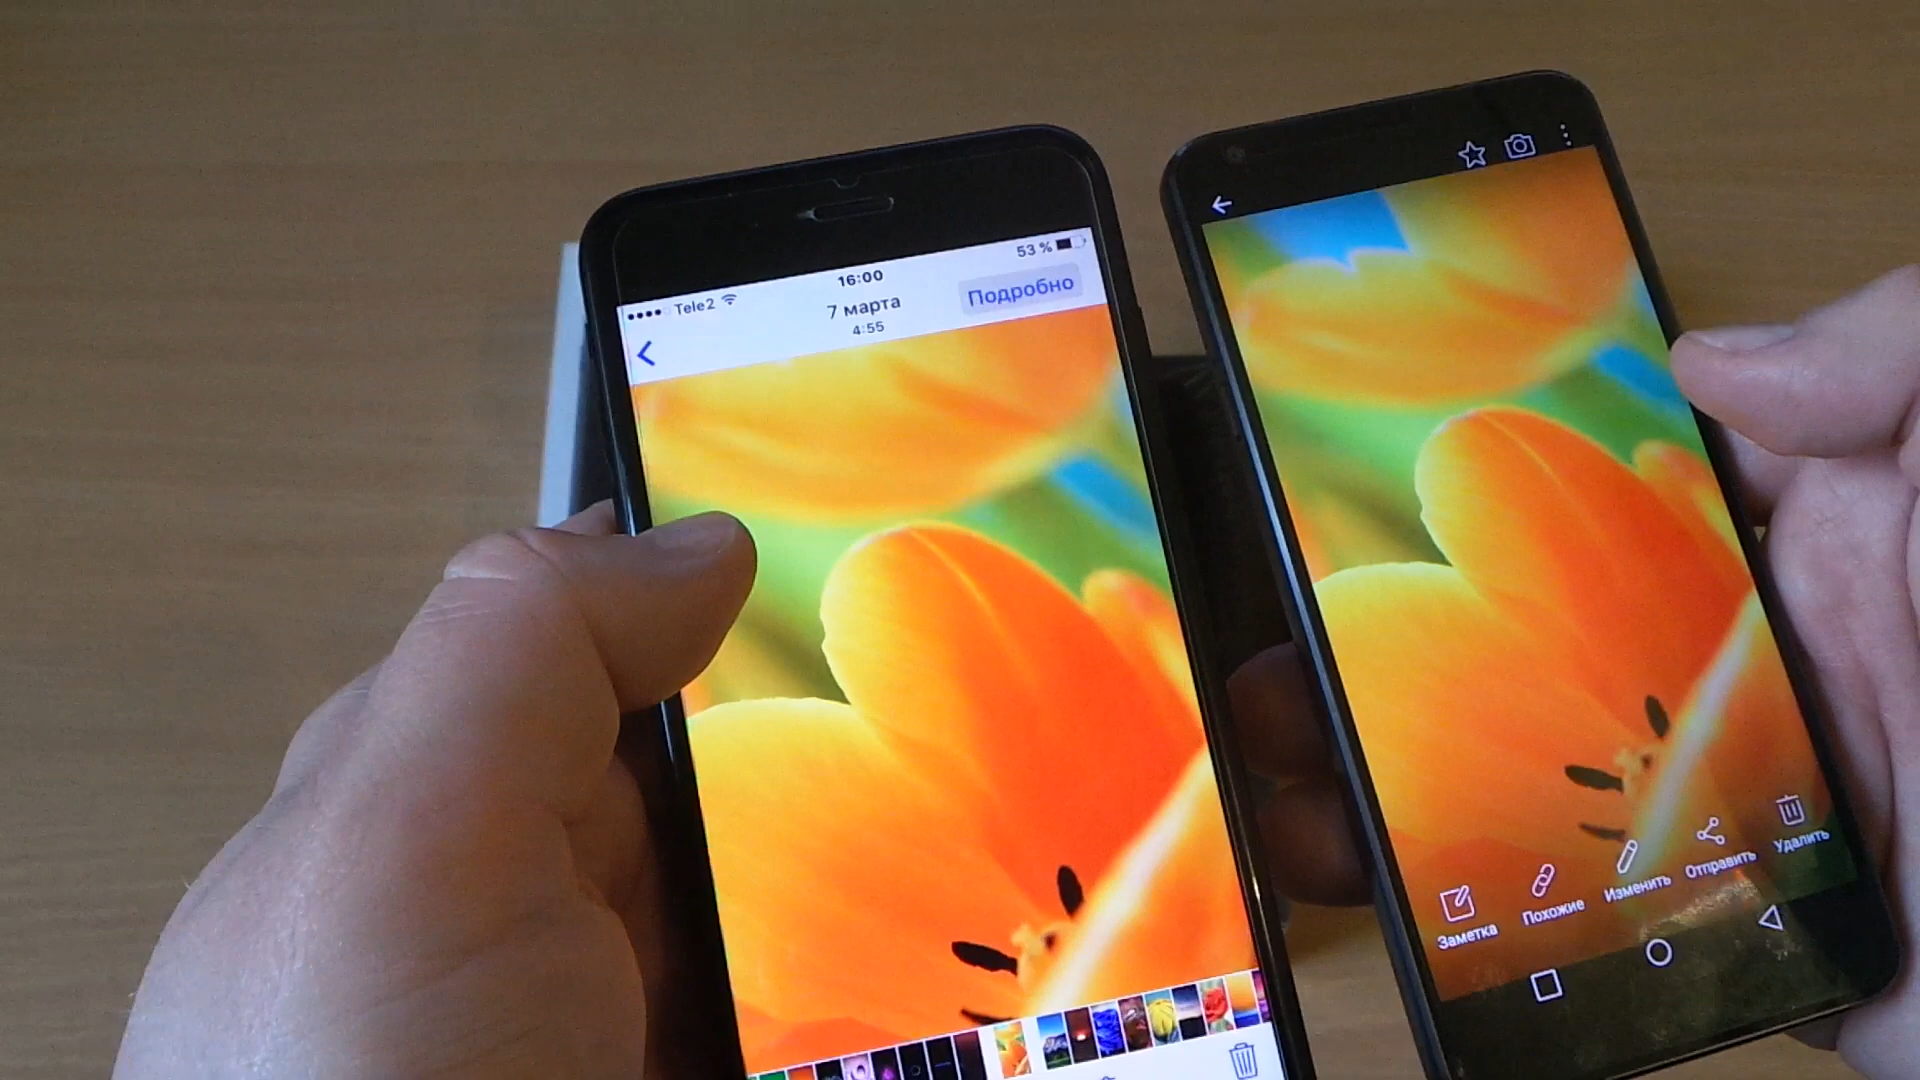 Tele2
16:00
53 %
7 марта
4:55
Подробно
Заметка
Похожие
Изменить
Отправить
Удалить